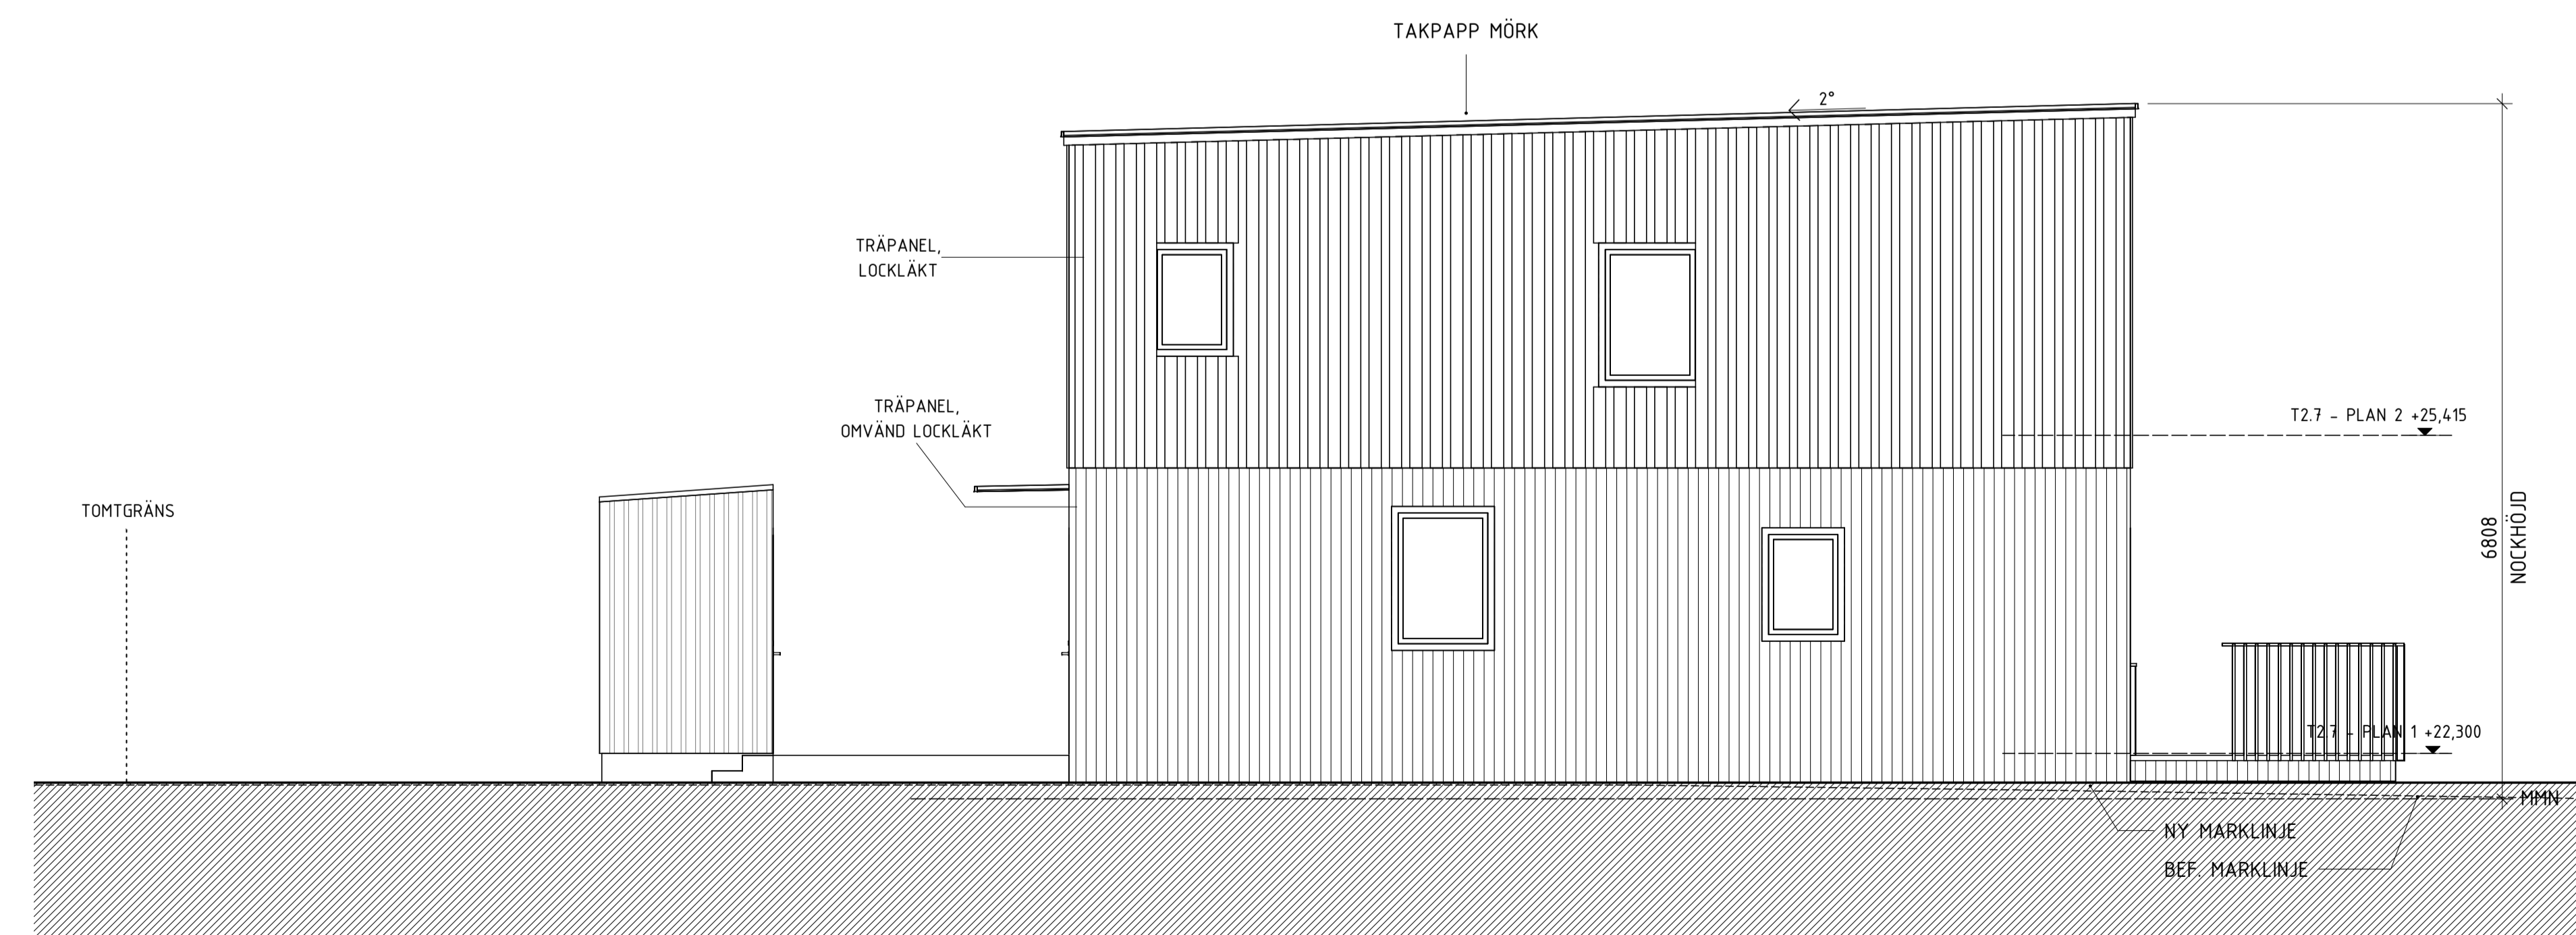 TAKPAPP MÖRK
2°
TRÄPANEL,
LOCKLÄKT
TRÄPANEL,
OMVÄND LOCKLÄKT
T2.7 - PLAN 2 +25,415
TOMTGRÄNS
6808
NOCKHÖJD
T2.7 - PLAN 1 +22,300
MMN
NY MARKLINJE
BEF. MARKLINJE